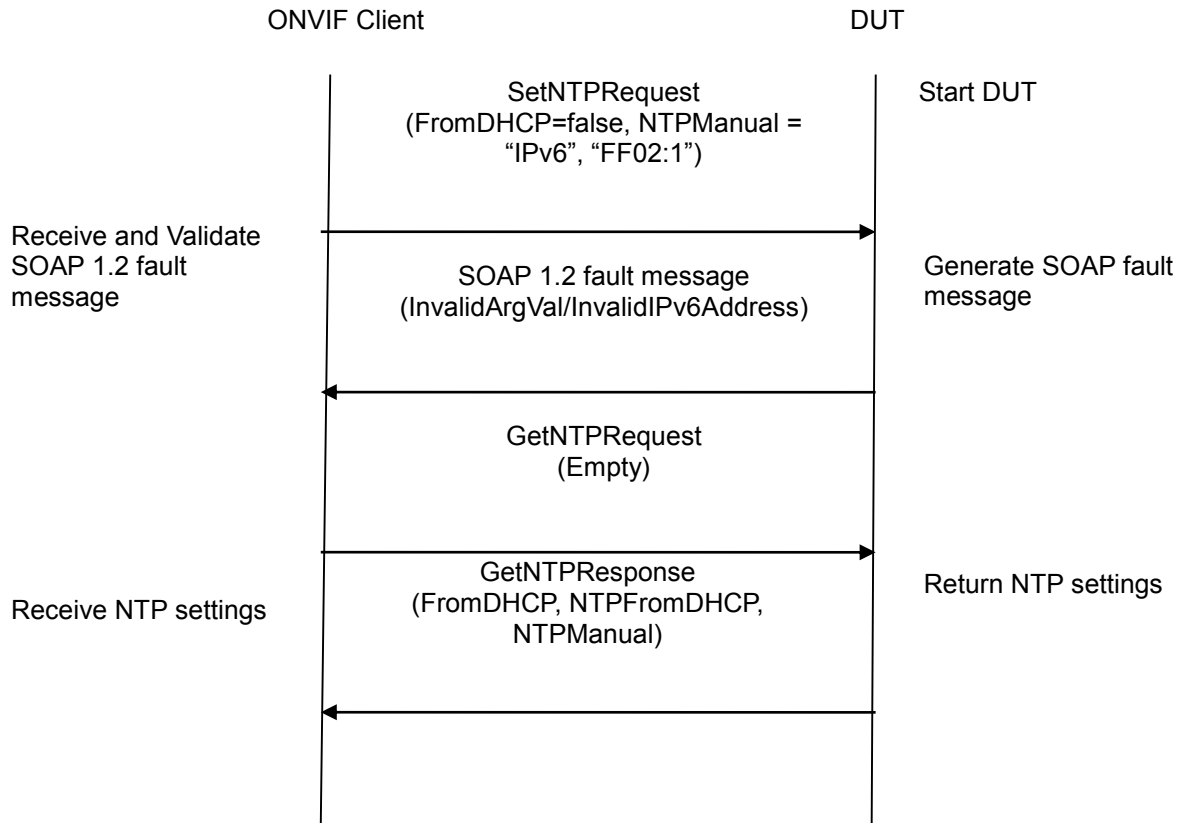 ONVIF Client
DUT
SetNTPRequest
(FromDHCP=false, NTPManual =
“IPv6”, “FF02:1”)
Start DUT
Receive and Validate
SOAP 1.2 fault
message
SOAP 1.2 fault message
(InvalidArgVal/InvalidIPv6Address)
Generate SOAP fault
message
GetNTPRequest
(Empty)
GetNTPResponse
(FromDHCP, NTPFromDHCP,
NTPManual)
Return NTP settings
Receive NTP settings